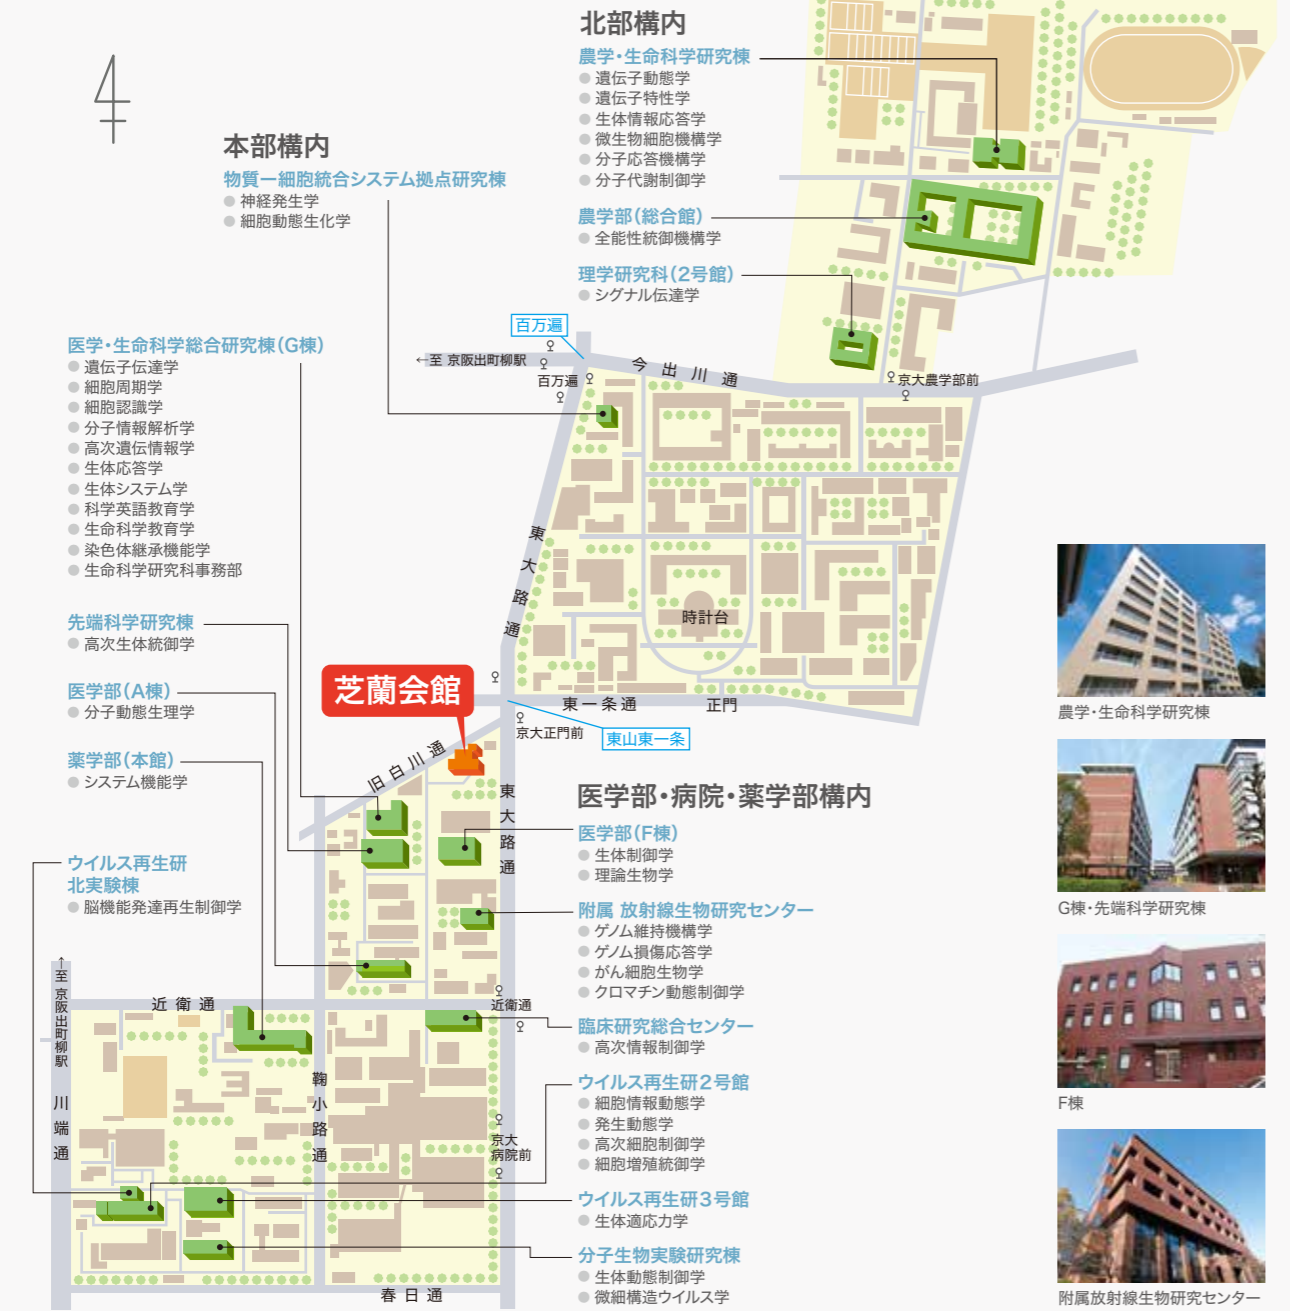 北部構内
農学・生命科学研究棟
遺伝子動態学
遺伝子特性学
生体情報応答学
微生物細胞機構学
分子応答機構学
分子代謝制御学
農学部（総合館）
全能性統御機構学
理学研究科（2号館）
シグナル伝達学
本部構内
物質ー細胞統合システム拠点研究棟
神経発生学
細胞動態生化学
医学・生命科学総合研究棟（G棟）
遺伝子伝達学
細胞周期学
細胞認識学
分子情報解析学
高次遺伝情報学
生体応答学
生体システム学
科学英語教育学
生命科学教育学
染色体継承機能学
生命科学研究科事務部
先端科学研究棟
高次生体統御学
医学部（A棟）
分子動態生理学
薬学部（本館）
システム機能学
ウイルス再生研
北実験棟
脳機能発達再生制御学
百万遍
←至 京阪出町柳駅
百万遍
今出川通
京大農学部前
東大路通
時計台
芝蘭会館
東一条通
正門
京大正門前
東山東一条
旧白川通
東大路通
医学部・病院・薬学部構内
医学部（F棟）
生体制御学
理論生物学
附属 放射線生物研究センター
ゲノム維持機構学
ゲノム損傷応答学
がん細胞生物学
クロマチン動態制御学
臨床研究総合センター
高次情報制御学
ウイルス再生研2号館
細胞情報動態学
発生動態学
高次細胞制御学
細胞増殖統御学
ウイルス再生研3号館
生体適応力学
分子生物実験研究棟
生体動態制御学
微細構造ウイルス学
←至 京阪出町柳駅
近衛通
近衛通
川端通
鞠小路通
京大
病院前
春日通
農学・生命科学研究棟
G棟・先端科学研究棟
F棟
附属放射線生物研究センター